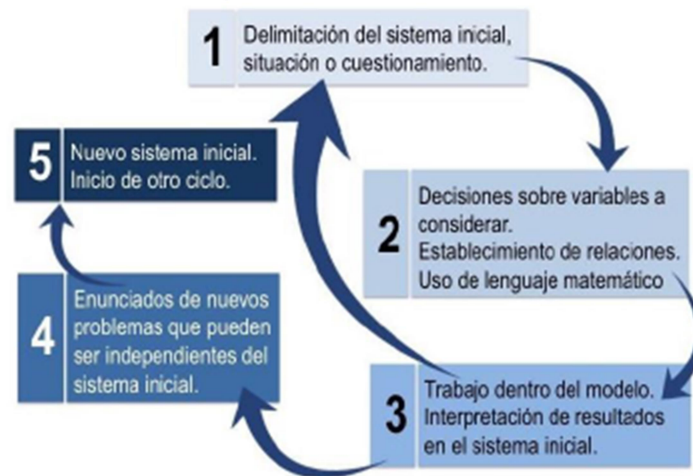 1
Delimitación del sistema inicial,
situación o cuestionamiento.
2
Decisiones sobre variables a
considerar.
Establecimiento de relaciones.
Uso de lenguaje matemático
3
Trabajo dentro del modelo.
Interpretación de resultados
en el sistema inicial.
4
Enunciados de nuevos
problemas que pueden
ser independientes del
sistema inicial.
5
Nuevo sistema inicial.
Inicio de otro ciclo.